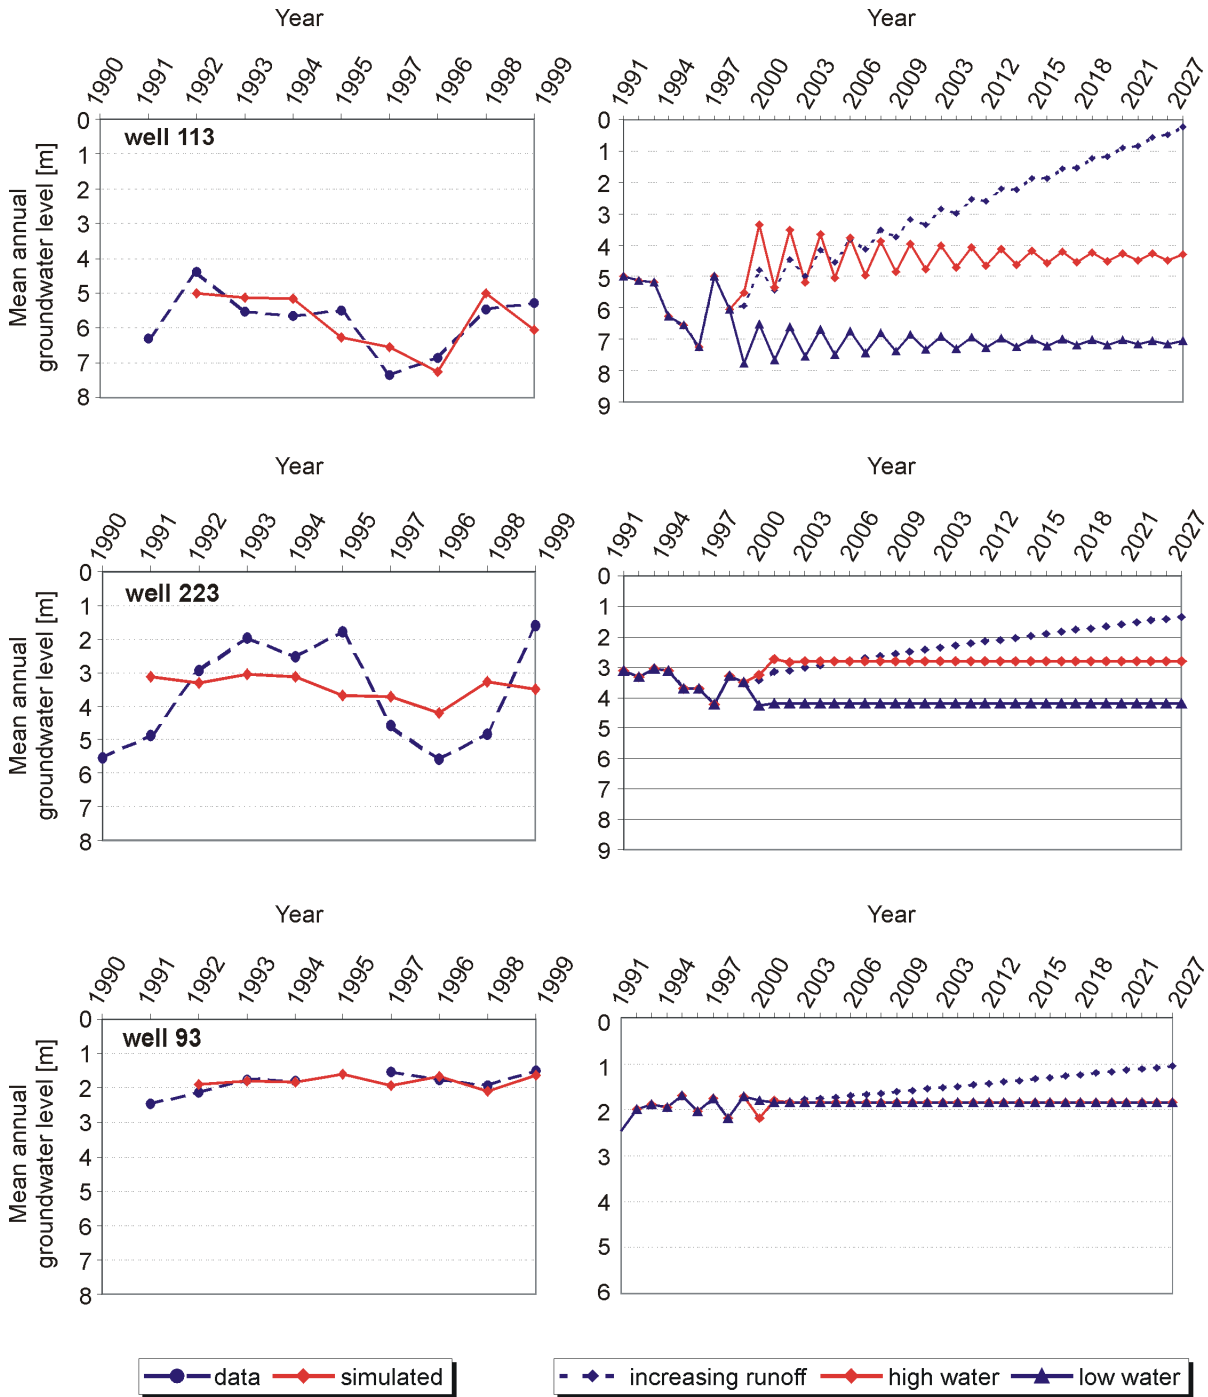 Year
Year
1990 1991 1992 1993 1994 1995 1997 1996 1998 1999
1991 1994 1997 2000 2003 2006 2009 2003 2012 2015 2018 2021 2027
Mean annual
groundwater level [m]
well 113
0 1 2 3 4 5 6 7 8
0 1 2 3 4 5 6 7 8 9
Year
Year
1990 1991 1992 1993 1994 1995 1997 1996 1998 1999
1991 1994 1997 2000 2003 2006 2009 2003 2012 2015 2018 2021 2027
Mean annual
groundwater level [m]
well 223
0 1 2 3 4 5 6 7 8
0 1 2 3 4 5 6 7 8 9
Year
Year
1990 1991 1992 1993 1994 1995 1997 1996 1998 1999
1991 1994 1997 2000 2003 2006 2009 2003 2012 2015 2018 2021 2027
Mean annual
groundwater level [m]
well 93
0 1 2 3 4 5 6 7 8
0 1 2 3 4 5 6
data simulated
increasing runoff high water low water